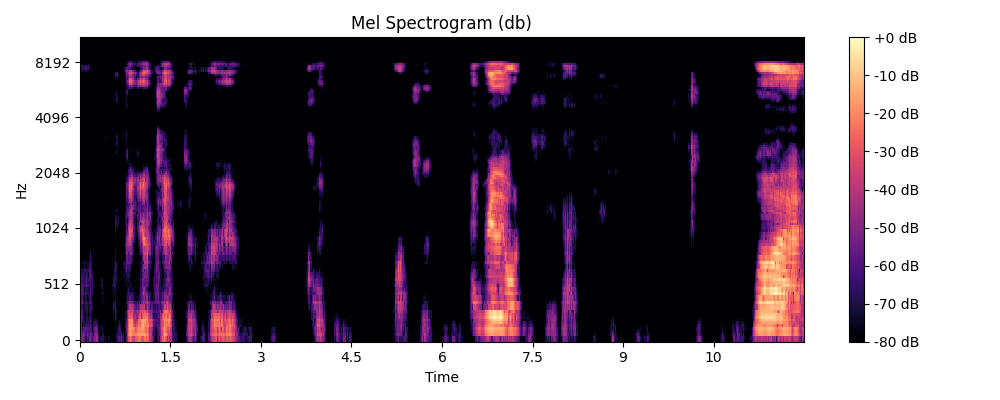 Mel Spectrogram (db)
Hz
8192
4096
2048
1024
512
0
0 1.5 3 4.5 6 7.5 9 10
Time
+0 dB
-10 dB
-20 dB
-30 dB
-40 dB
-50 dB
-60 dB
-70 dB
-80 dB